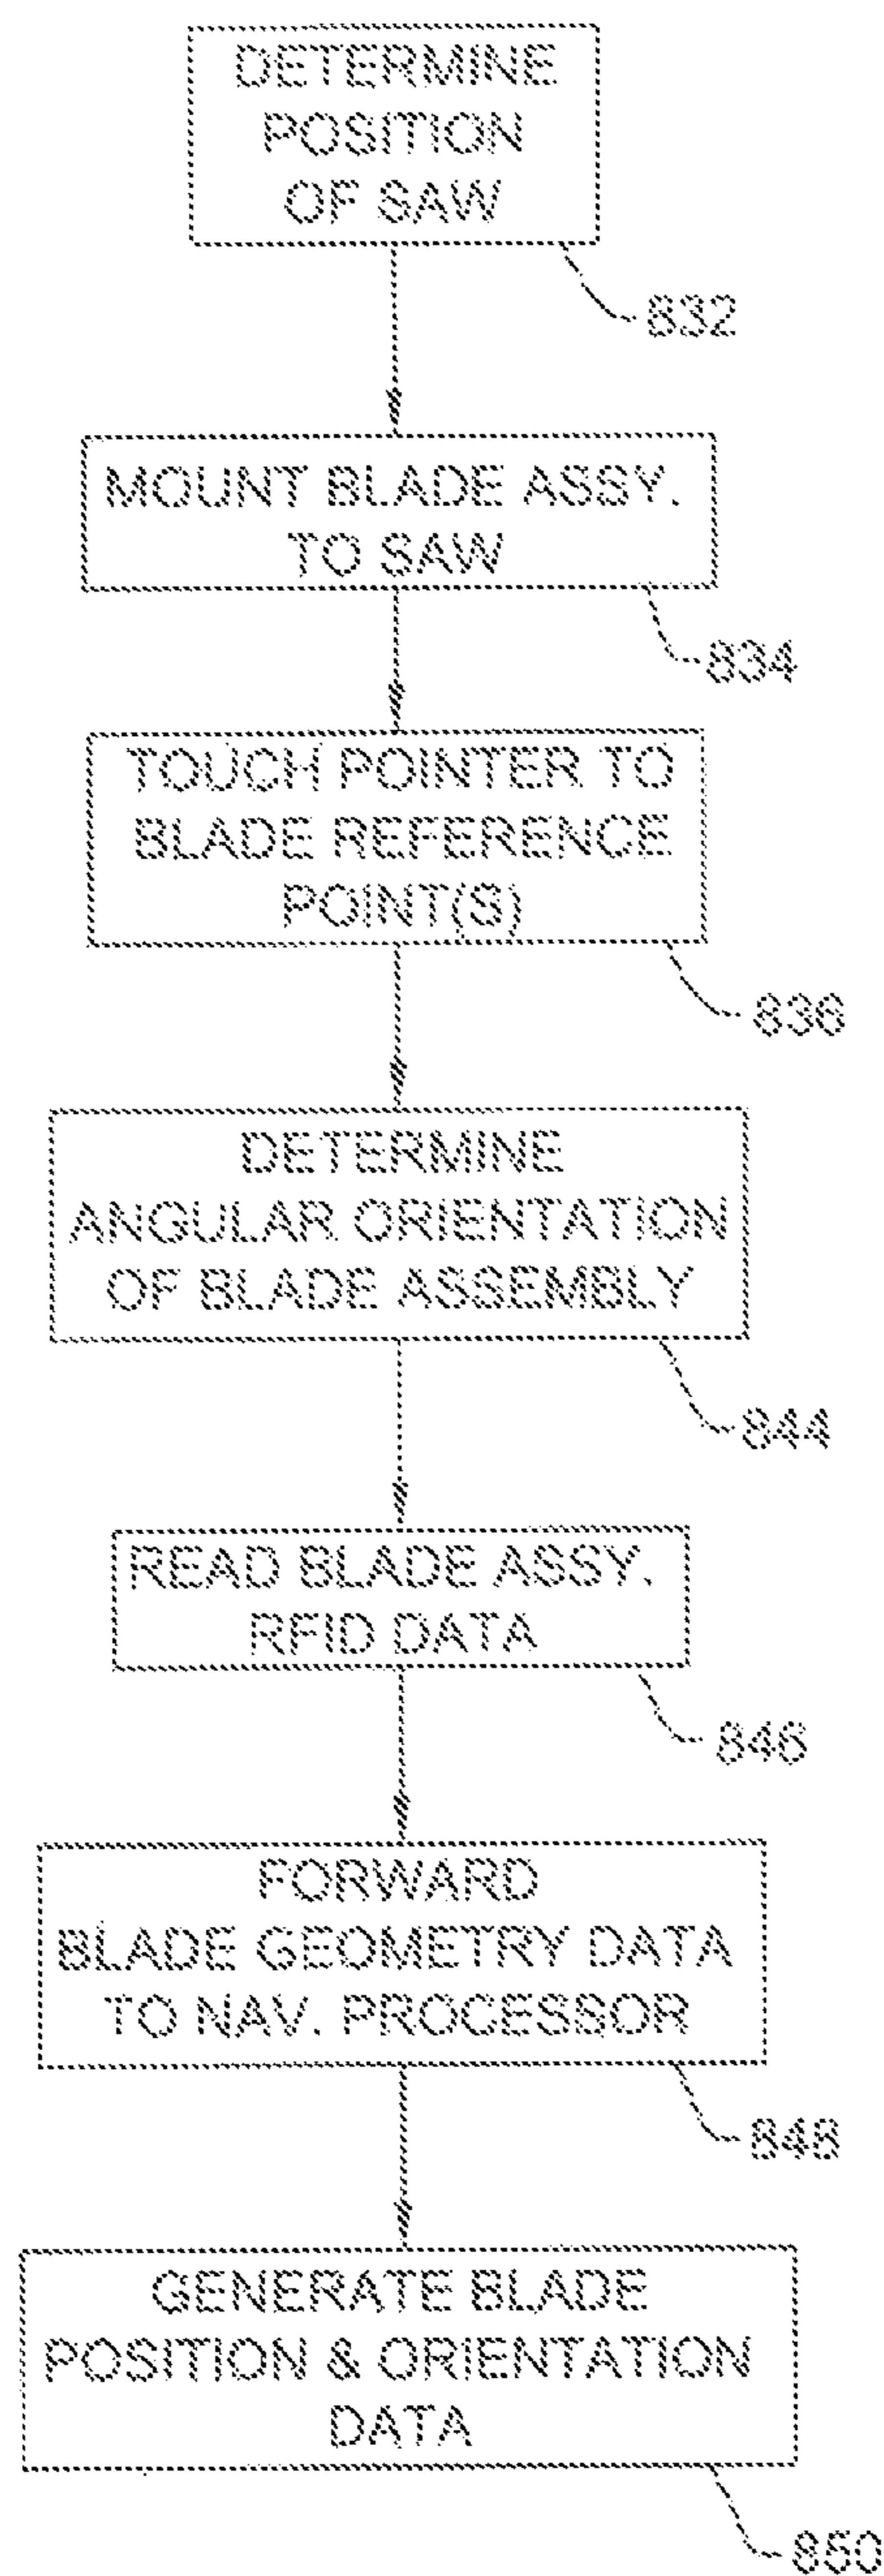 DETERMINE
POSITION
OF SAW
832
MOUNT BLADE ASSY.
TO SAW
834
TOUCH POINTER TO
BLADE REFERENCE
POINT(S)
836
DETERMINE
ANGULAR ORIENTATION
OF BLADE ASSEMBLY
844
READ BLADE ASSY.
RFID DATA
846
FORWARD
BLADE GEOMETRY DATA
TO NAV. PROCESSOR
848
GENERATE BLADE
POSITION & ORIENTATION
DATA
850